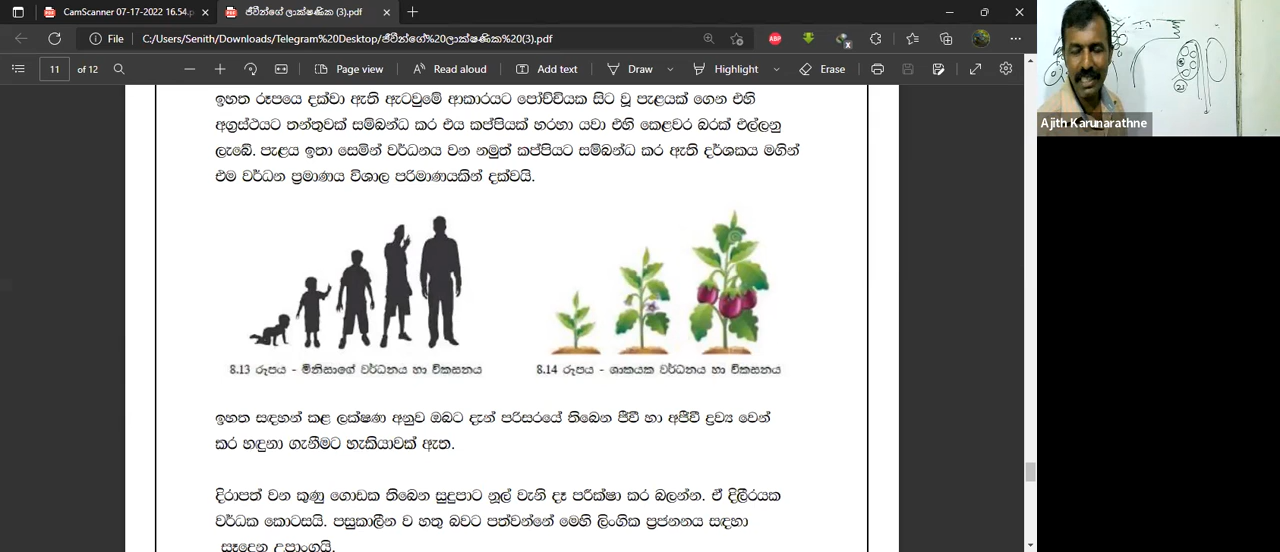 CamScanner 07-17-2022 16.54.p
ජීවීන්ගේ ලාක්ෂණික (3).pdf
File
C:/Users/Senith/Downloads/Telegram%20Desktop/ජීවීන්ගේ%20ලාක්ෂණික%20(3).pdf
11 of 12
Page view
Read aloud
Add text
Draw
Highlight
Erase
Ajith Karunarathne
ඉහත රූපයෙ දක්වා ඇති ඇටවුමේ ආකාරයට පෝච්චියක සිට වූ පැළයක් ගෙන එහි
අග්‍රස්ථයට තන්තුවක් සම්බන්ධ කර එය කප්පියක් හරහා යවා එහි කෙළවර බරක් එල්ලනු
ලැබේ. පැළය ඉතා සෙමින් වර්ධනය වන නමුත් කප්පියට සම්බන්ධ කර ඇති දර්ශකය මගින්
එම වර්ධන ප්‍රමාණය විශාල පරිමාණයකින් දක්වයි.
8.13 රූපය - මිනිසාගේ වර්ධනය හා විකසනය
8.14 රූපය - ශාකයක වර්ධනය හා විකසනය
ඉහත සඳහන් කළ ලක්ෂණ අනුව ඔබට දැන් පරිසරයේ තිබෙන ජීවී හා අජීවී ද්‍රව්‍ය වෙන්
කර හඳුනා ගැනීමට හැකියාවක් ඇත.
දිරාපත් වන කුණු ගොඩක තිබෙන සුදුපාට නූල් වැනි දෑ පරීක්ෂා කර බලන්න. ඒ දිලීරයක
වර්ධක කොටසයි. පසුකාලීන ව හතු බවට පත්වන්නේ මෙහි ලිංගික ප්‍රජනනය සඳහා
සෑදෙන උපාංගයි.